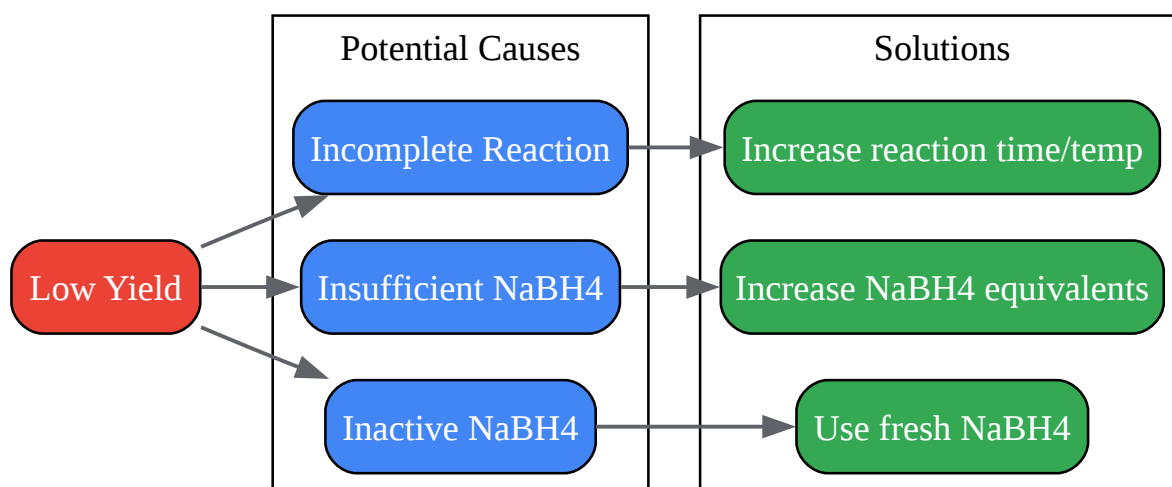 Potential Causes
Solutions
Incomplete Reaction
Increase reaction time/temp
Low Yield
Insufficient NaBH4
Increase NaBH4 equivalents
Inactive NaBH4
Use fresh NaBH4